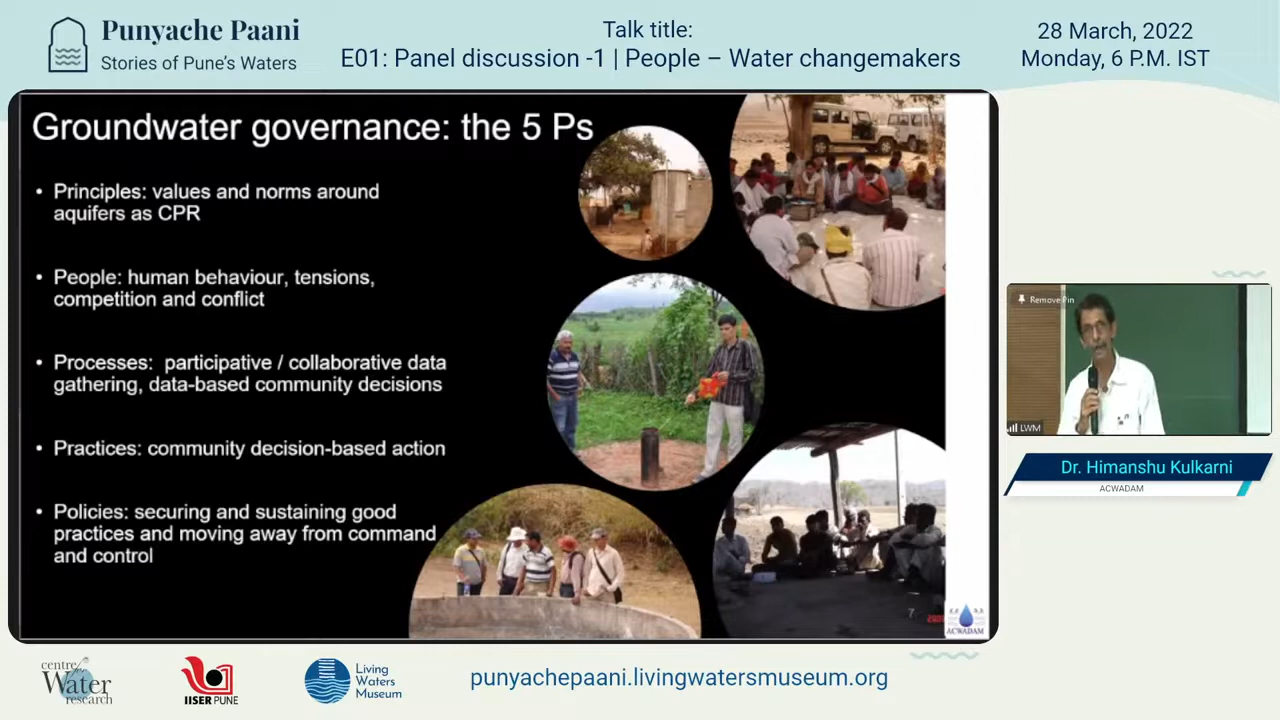 Punyache Paani
Stories of Pune's Waters
Talk title:
E01: Panel discussion -1 | People – Water changemakers
28 March, 2022
Monday, 6 P.M. IST
Groundwater governance: the 5 Ps
• Principles: values and norms around
aquifers as CPR
• People: human behaviour, tensions,
competition and conflict
• Processes: participative / collaborative data
gathering, data-based community decisions
• Practices: community decision-based action
• Policies: securing and sustaining good
practices and moving away from command
and control
7
ACWADAM
Remove Pin
LWM
Dr. Himanshu Kulkarni
ACWADAM
centre for
Water
research
IISER PUNE
Living
Waters
Museum
punyachepaani.livingwatersmuseum.org